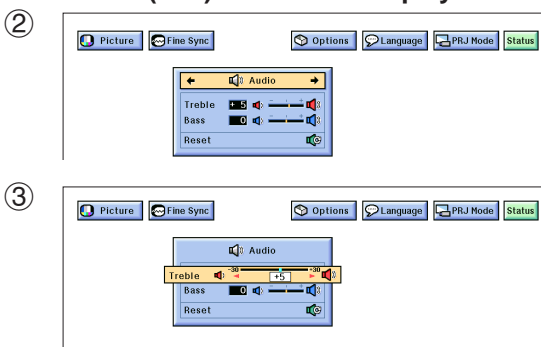 ②
Picture Fine Sync Options Language PRJ Mode Status
Audio
Treble + 5
Bass 0
Reset
③
Picture Fine Sync Options Language PRJ Mode Status
Audio
Treble -30 +5 +30
Bass 0
Reset